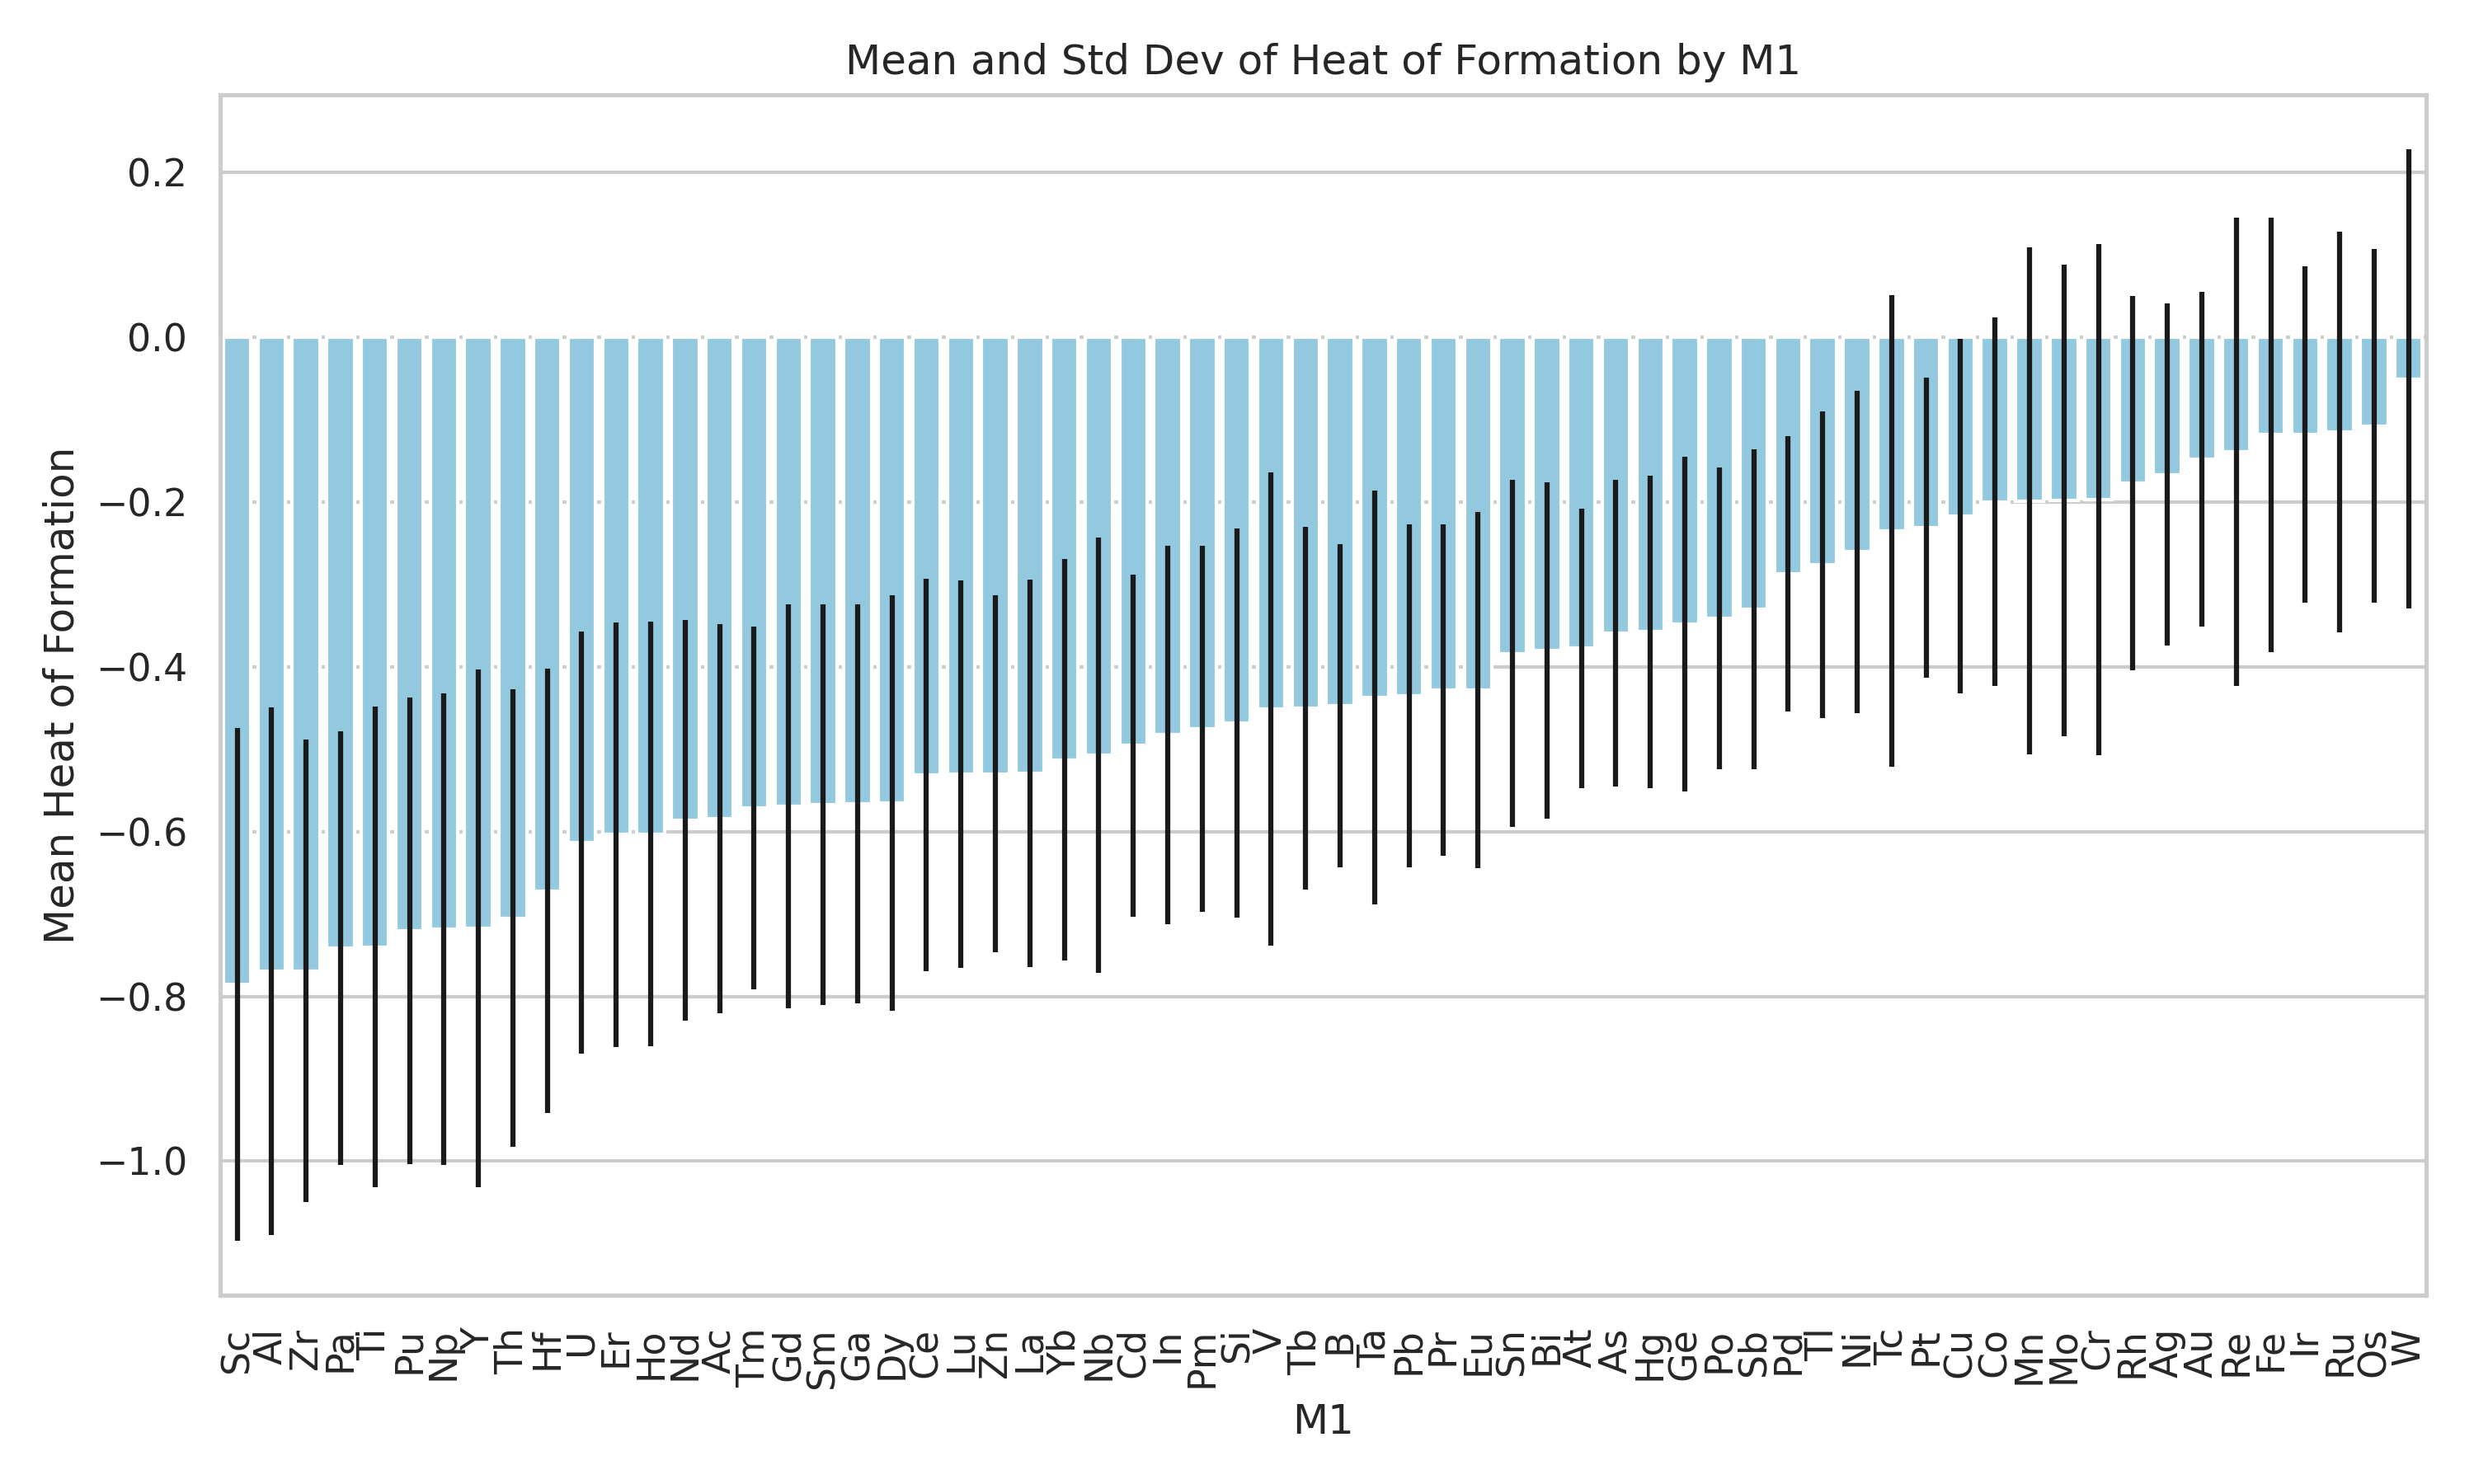 Mean and Std Dev of Heat of Formation by M1
Mean Heat of Formation
0.2
0.0
−0.2
−0.4
−0.6
−0.8
−1.0
Sc Al Zr Pa Ti Pu Np Y Th Hf U Er Ho Nd Ac Tm Gd Sm Ga Dy Ce Lu Zn La Yb Nb Cd In Pm Si V Tb B Ta Pb Pr Eu Sn Bi At As Hg Ge Po Sb Pd Tl Ni Tc Pt Cu Co Mn Mo Cr Rh Ag Au Re Fe Ir Ru Os W
M1